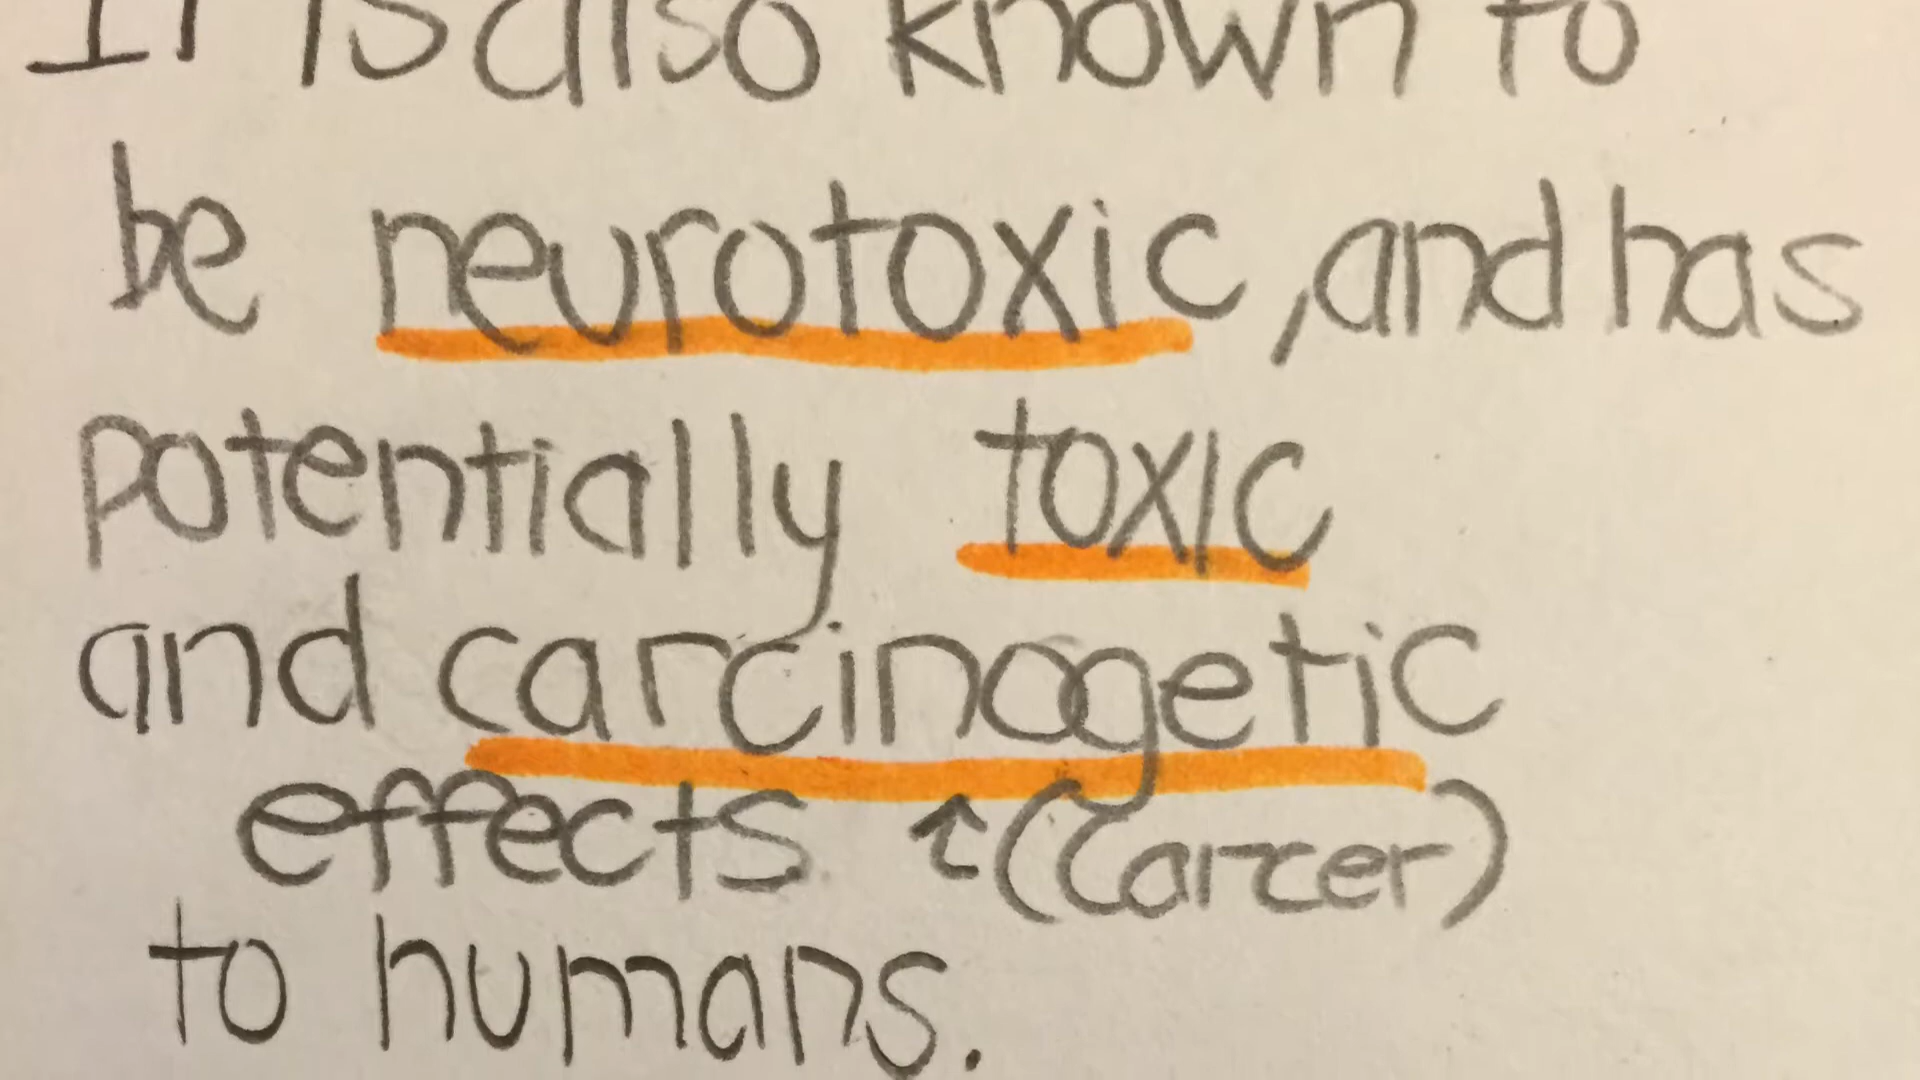 It is also known to
be neurotoxic, and has
potentially toxic
and carcinogetic
effects ↑ (Cancer)
to humans.